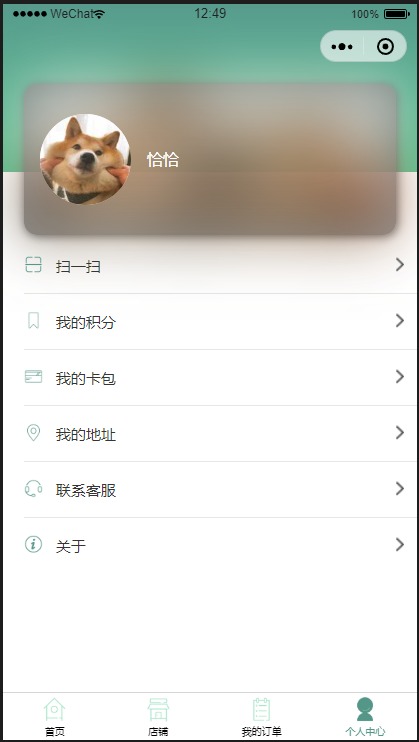 ●●●●● WeChat 12:49 100%
恰恰
扫一扫
我的积分
我的卡包
我的地址
联系客服
关于
首页 店铺 我的订单 个人中心